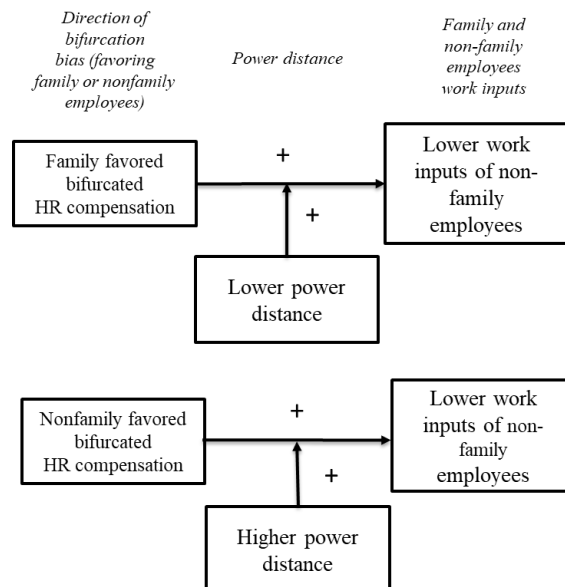 Direction of
bifurcation
bias (favoring
family or nonfamily
employees)
Power distance
Family and
non-family
employees
work inputs
Family favored
bifurcated
HR compensation
+
+
Lower work
inputs of non-
family
employees
Lower power
distance
Nonfamily favored
bifurcated
HR compensation
+
+
Lower work
inputs of non-
family
employees
Higher power
distance